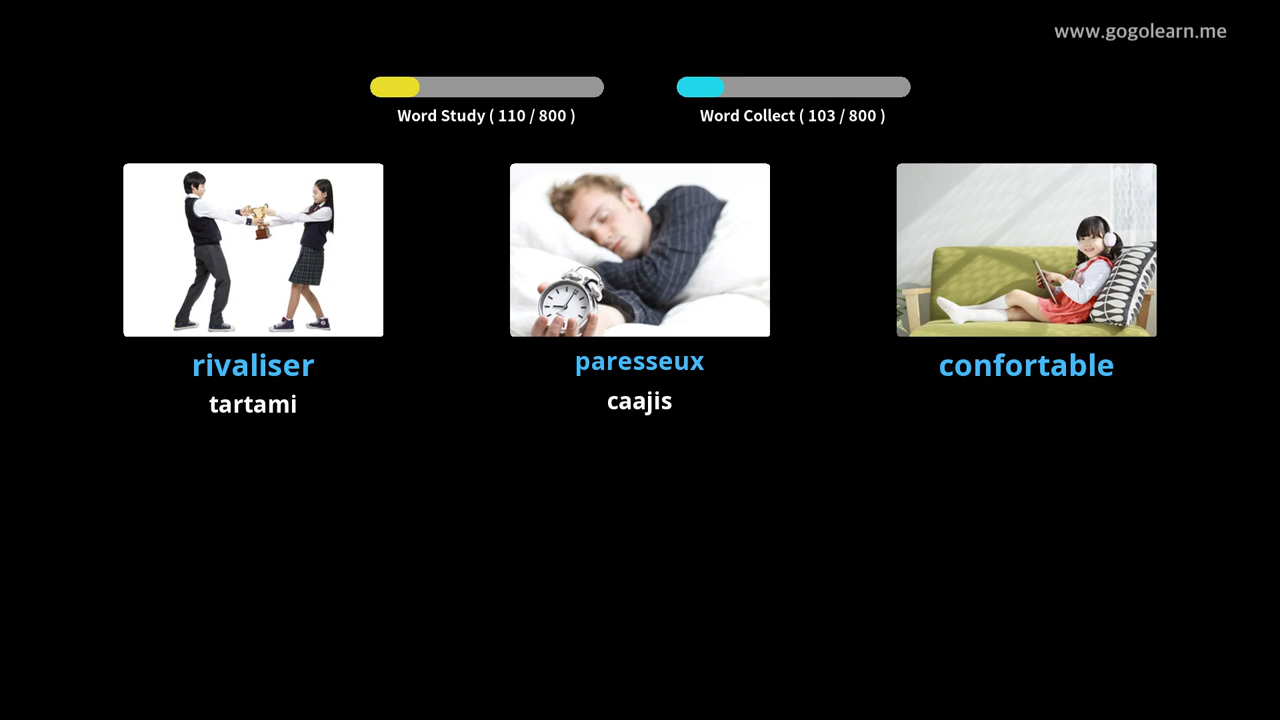 www.gogolearn.me
Word Study ( 110 / 800 )
Word Collect ( 103 / 800 )
rivaliser
tartami
paresseux
caajis
confortable